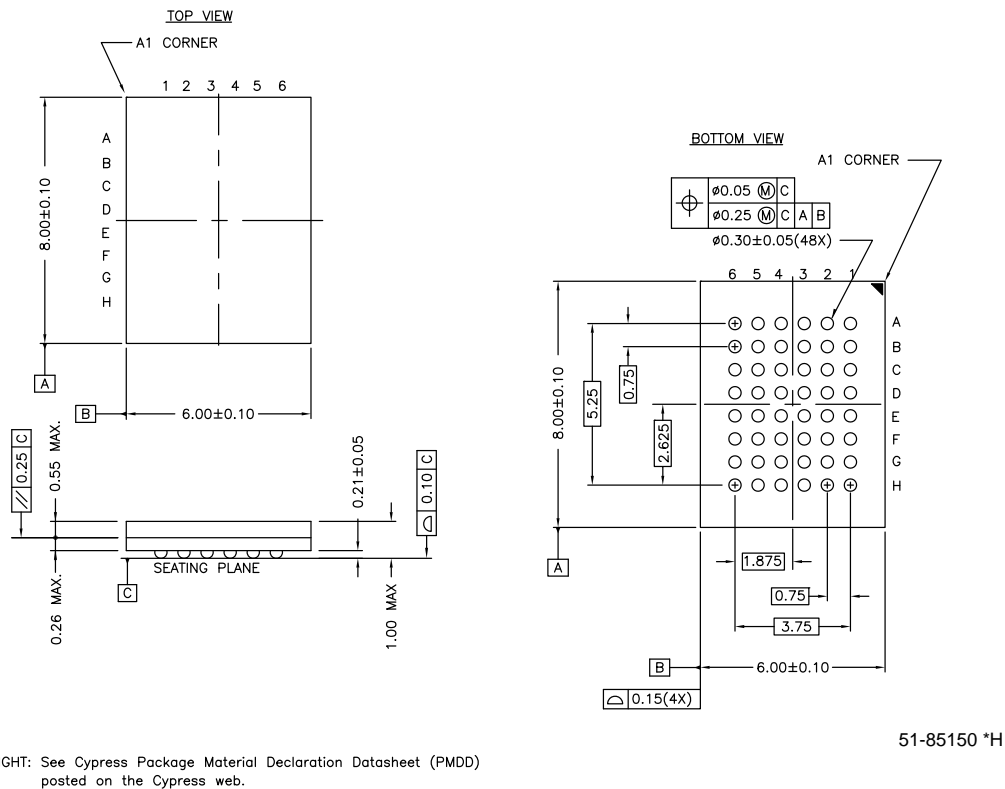 TOP VIEW
A1 CORNER
1 2 3 4 5 6
A
B
C
D
E
F
G
H
8.00±0.10
A
B
6.00±0.10
// 0.25 C
0.55 MAX.
0.21±0.05
0.10 C
SEATING PLANE
C
0.26 MAX.
1.00 MAX
BOTTOM VIEW
A1 CORNER
ø0.05 Ⓜ C
ø0.25 Ⓜ C A B
ø0.30±0.05(48X)
6 5 4 3 2 1
A
B
C
D
E
F
G
H
8.00±0.10
5.25
0.75
2.625
A
1.875
0.75
3.75
B
6.00±0.10
0.15(4X)
51-85150 *H
GHT: See Cypress Package Material Declaration Datasheet (PMDD)
posted on the Cypress web.